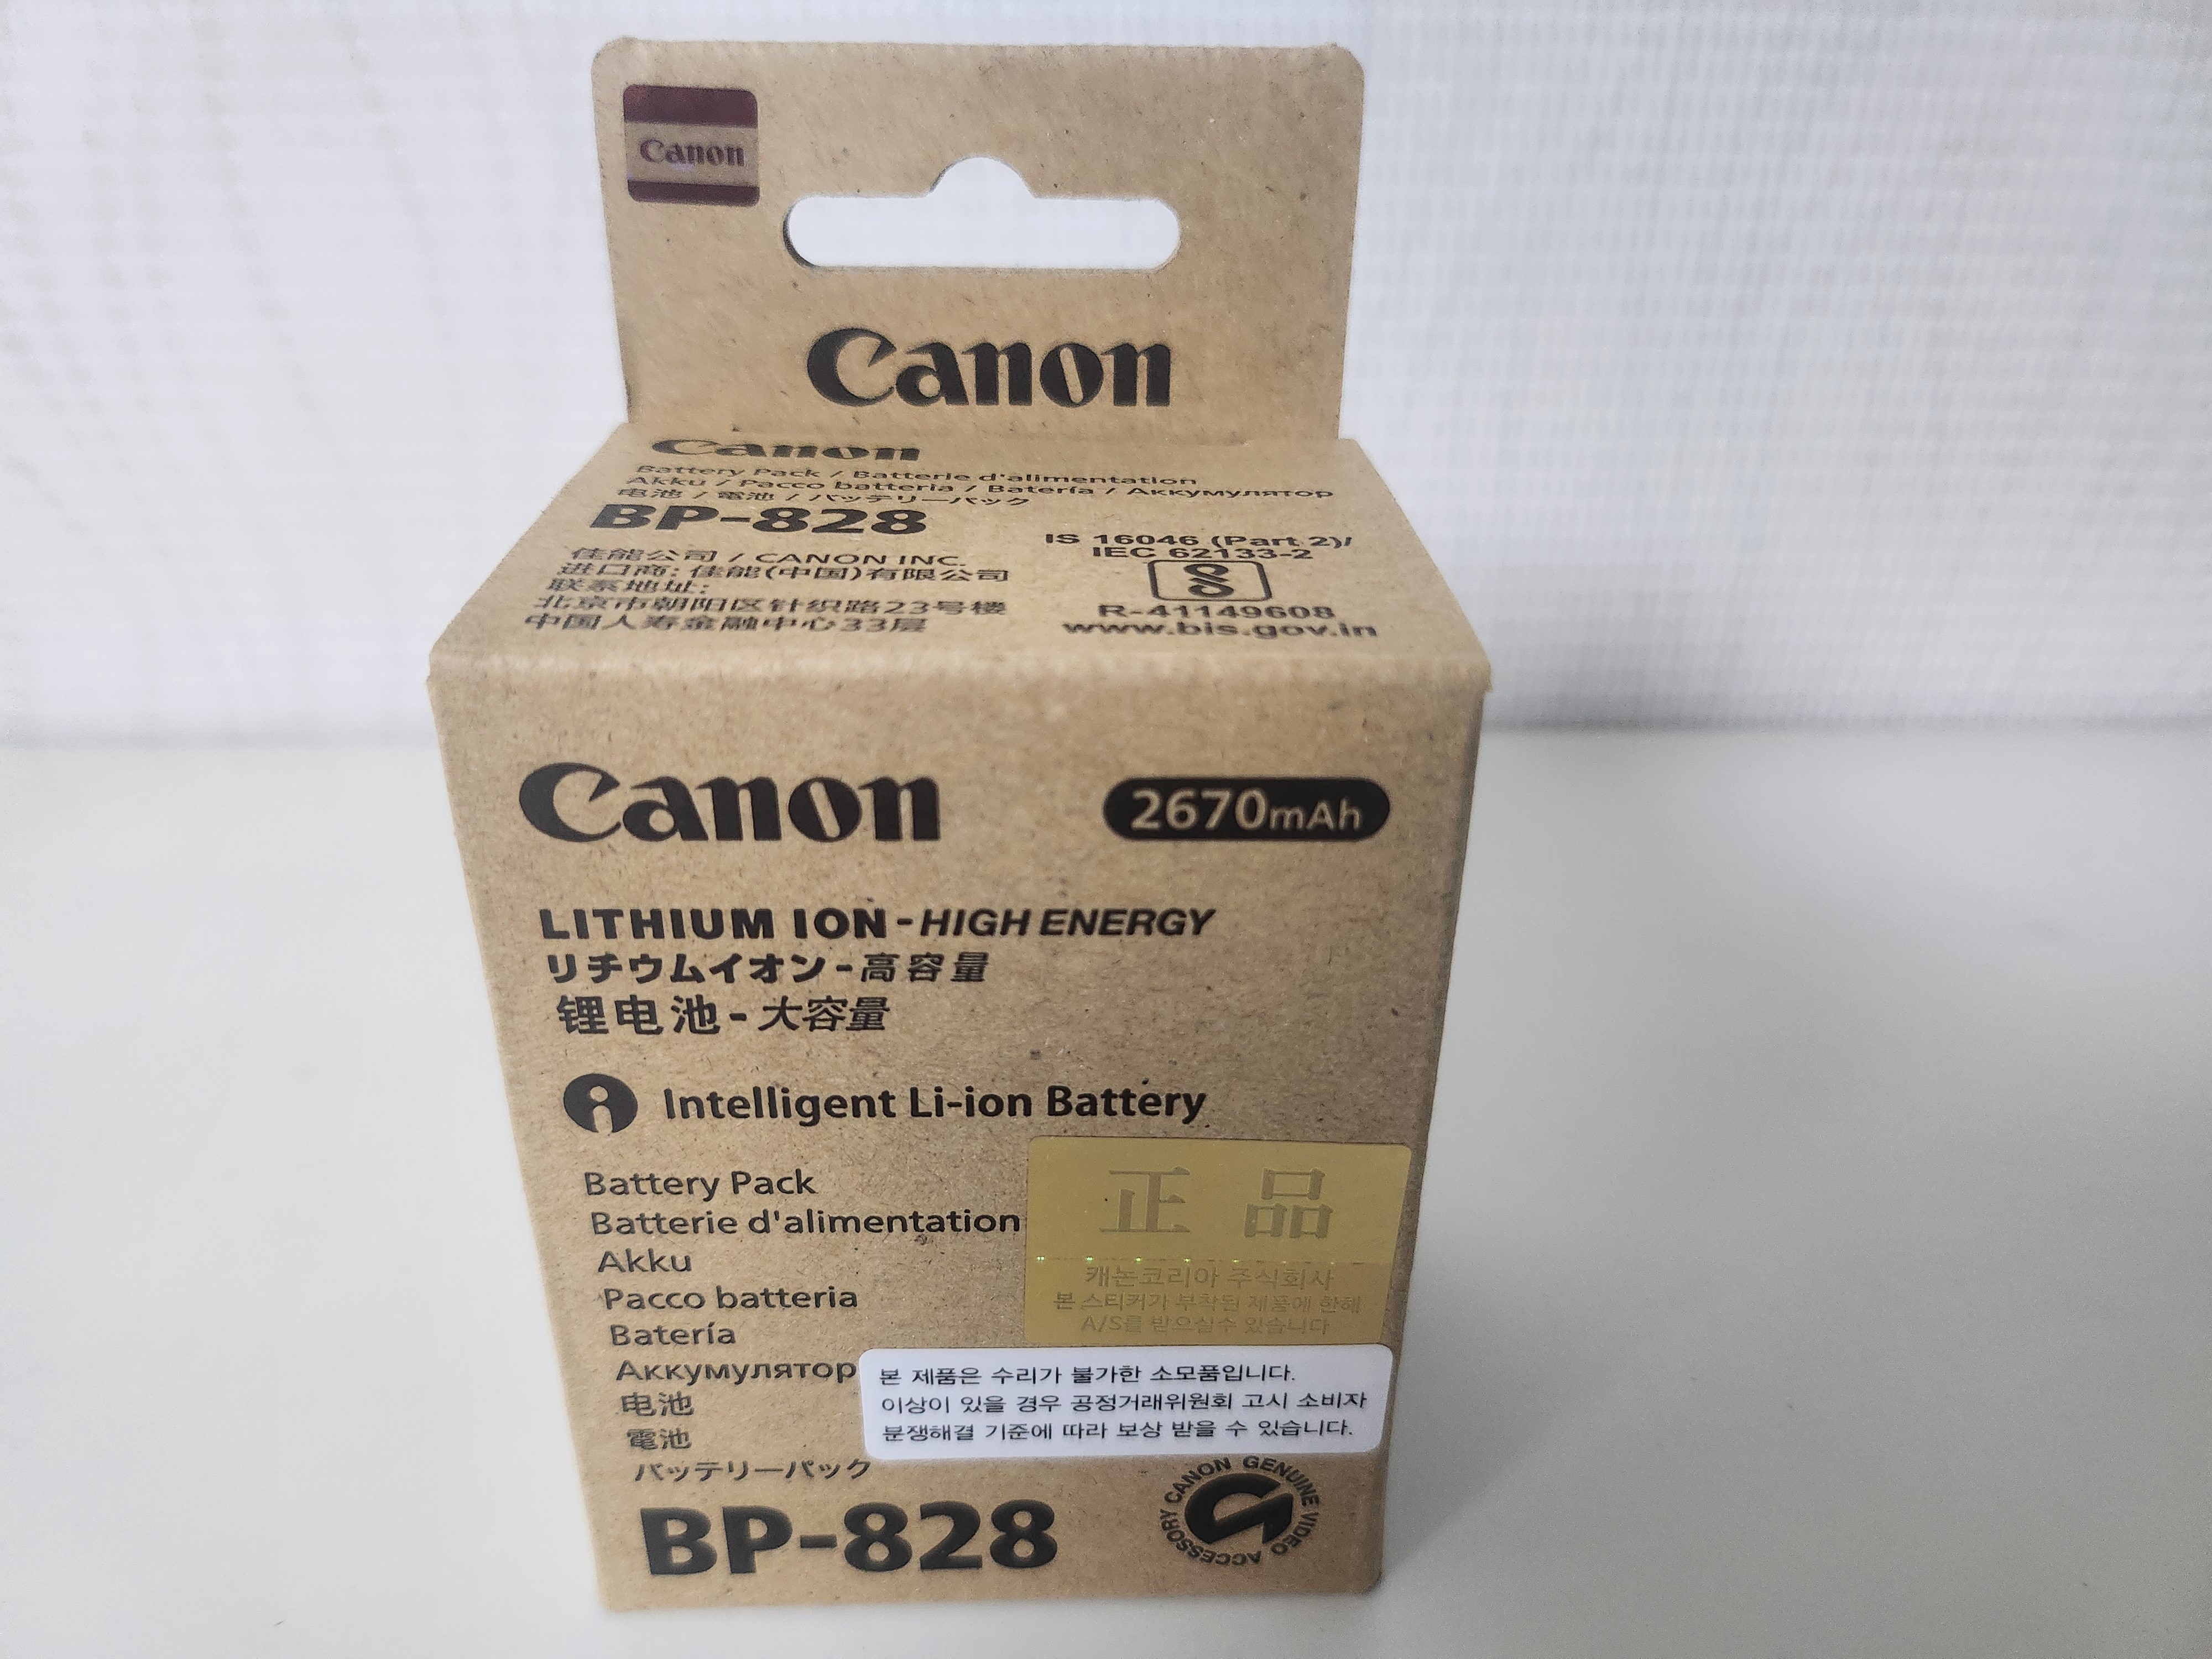 Canon
Canon
Canon
Battery Pack / Batterie d'alimentation
Akku / Pacco batteria / Batería / Аккумулятор
电池 / 電池 / バッテリーパック
BP-828
佳能公司 / CANON INC.
进口商: 佳能(中国)有限公司
联系地址:
北京市朝阳区针织路23号楼
中国人寿金融中心33层
IS 16046 (Part 2)/
IEC 62133-2
R-41149608
www.bis.gov.in
Canon
2670mAh
LITHIUM ION-HIGH ENERGY
リチウムイオン-高容量
锂电池-大容量
Intelligent Li-ion Battery
Battery Pack
Batterie d'alimentation
Akku
Pacco batteria
Batería
Аккумулятор
电池
電池
バッテリーパック
BP-828
正品
캐논코리아 주식회사
본 스티커가 부착된 제품에 한해
A/S를 받으실수 있습니다
본 제품은 수리가 불가한 소모품입니다.
이상이 있을 경우 공정거래위원회 고시 소비자
분쟁해결 기준에 따라 보상 받을 수 있습니다.
CANON GENUINE VIDEO ACCESSORY